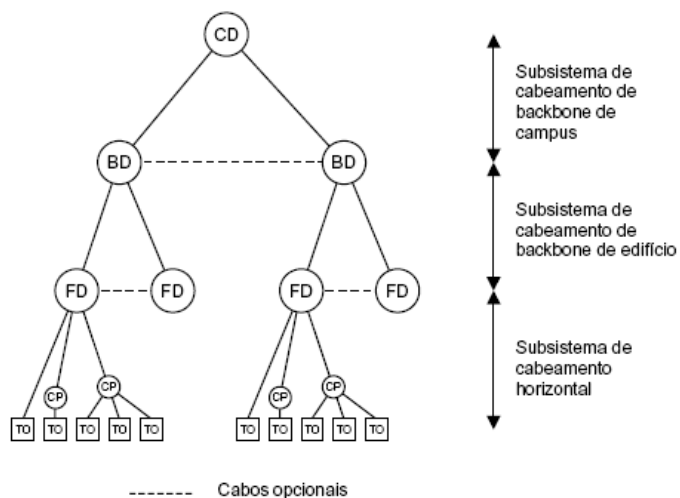 CD
Subsistema de
cabeamento de
backbone de
campus
BD
BD
Subsistema de
cabeamento de
backbone de edifício
FD
FD
FD
FD
Subsistema de
cabeamento
horizontal
CP
CP
CP
CP
TO
TO
TO
TO
TO
TO
TO
TO
TO
TO
Cabos opcionais